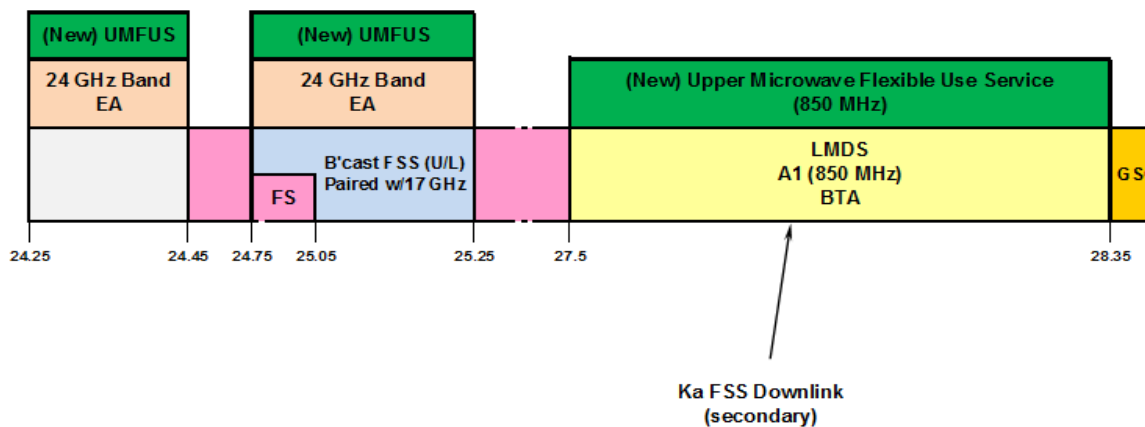 (New) UMFUS
24 GHz Band
EA
(New) UMFUS
24 GHz Band
EA
(New) Upper Microwave Flexible Use Service
(850 MHz)
B'cast FSS (U/L)
Paired w/17 GHz
FS
LMDS
A1 (850 MHz)
BTA
24.25
24.45
24.75
25.05
25.25
27.5
28.35
Ka FSS Downlink
(secondary)